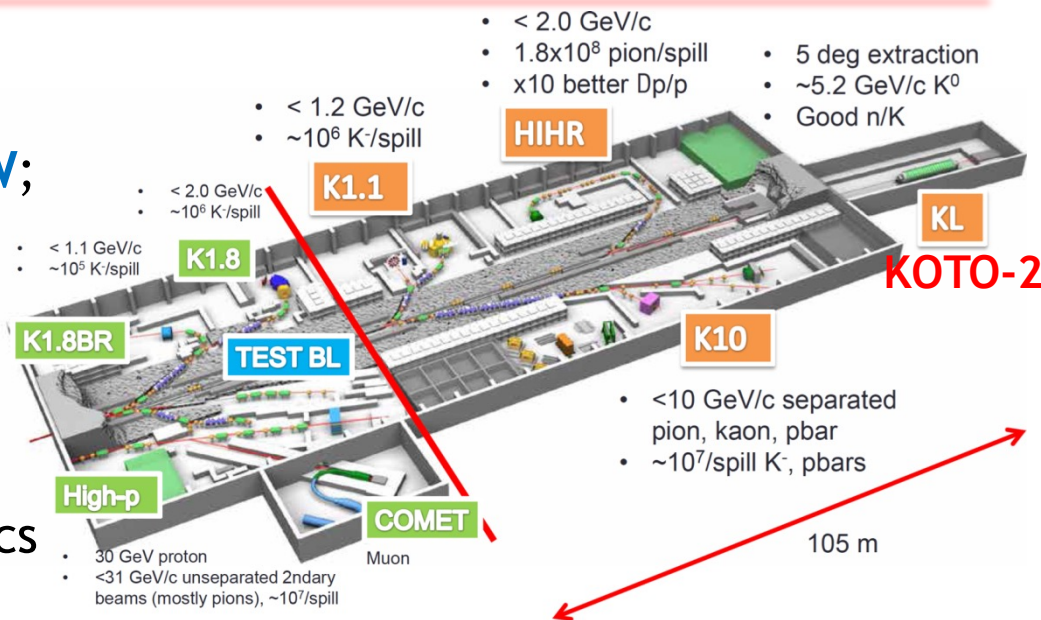 • < 2.0 GeV/c
• 1.8x10⁸ pion/spill
• x10 better Dp/p
• 5 deg extraction
• ~5.2 GeV/c K⁰
• Good n/K
• < 1.2 GeV/c
• ~10⁶ K⁻/spill
HIHR
;
K1.1
• < 2.0 GeV/c
• ~10⁶ K⁻/spill
KL
KOTO-2
• < 1.1 GeV/c
• ~10⁵ K⁻/spill
K1.8
K1.8BR
TEST BL
K10
• <10 GeV/c separated
pion, kaon, pbar
• ~10⁷/spill K⁻, pbars
High-p
COMET
cs
• 30 GeV proton
• <31 GeV/c unseparated 2ndary
beams (mostly pions), ~10⁷/spill
Muon
105 m